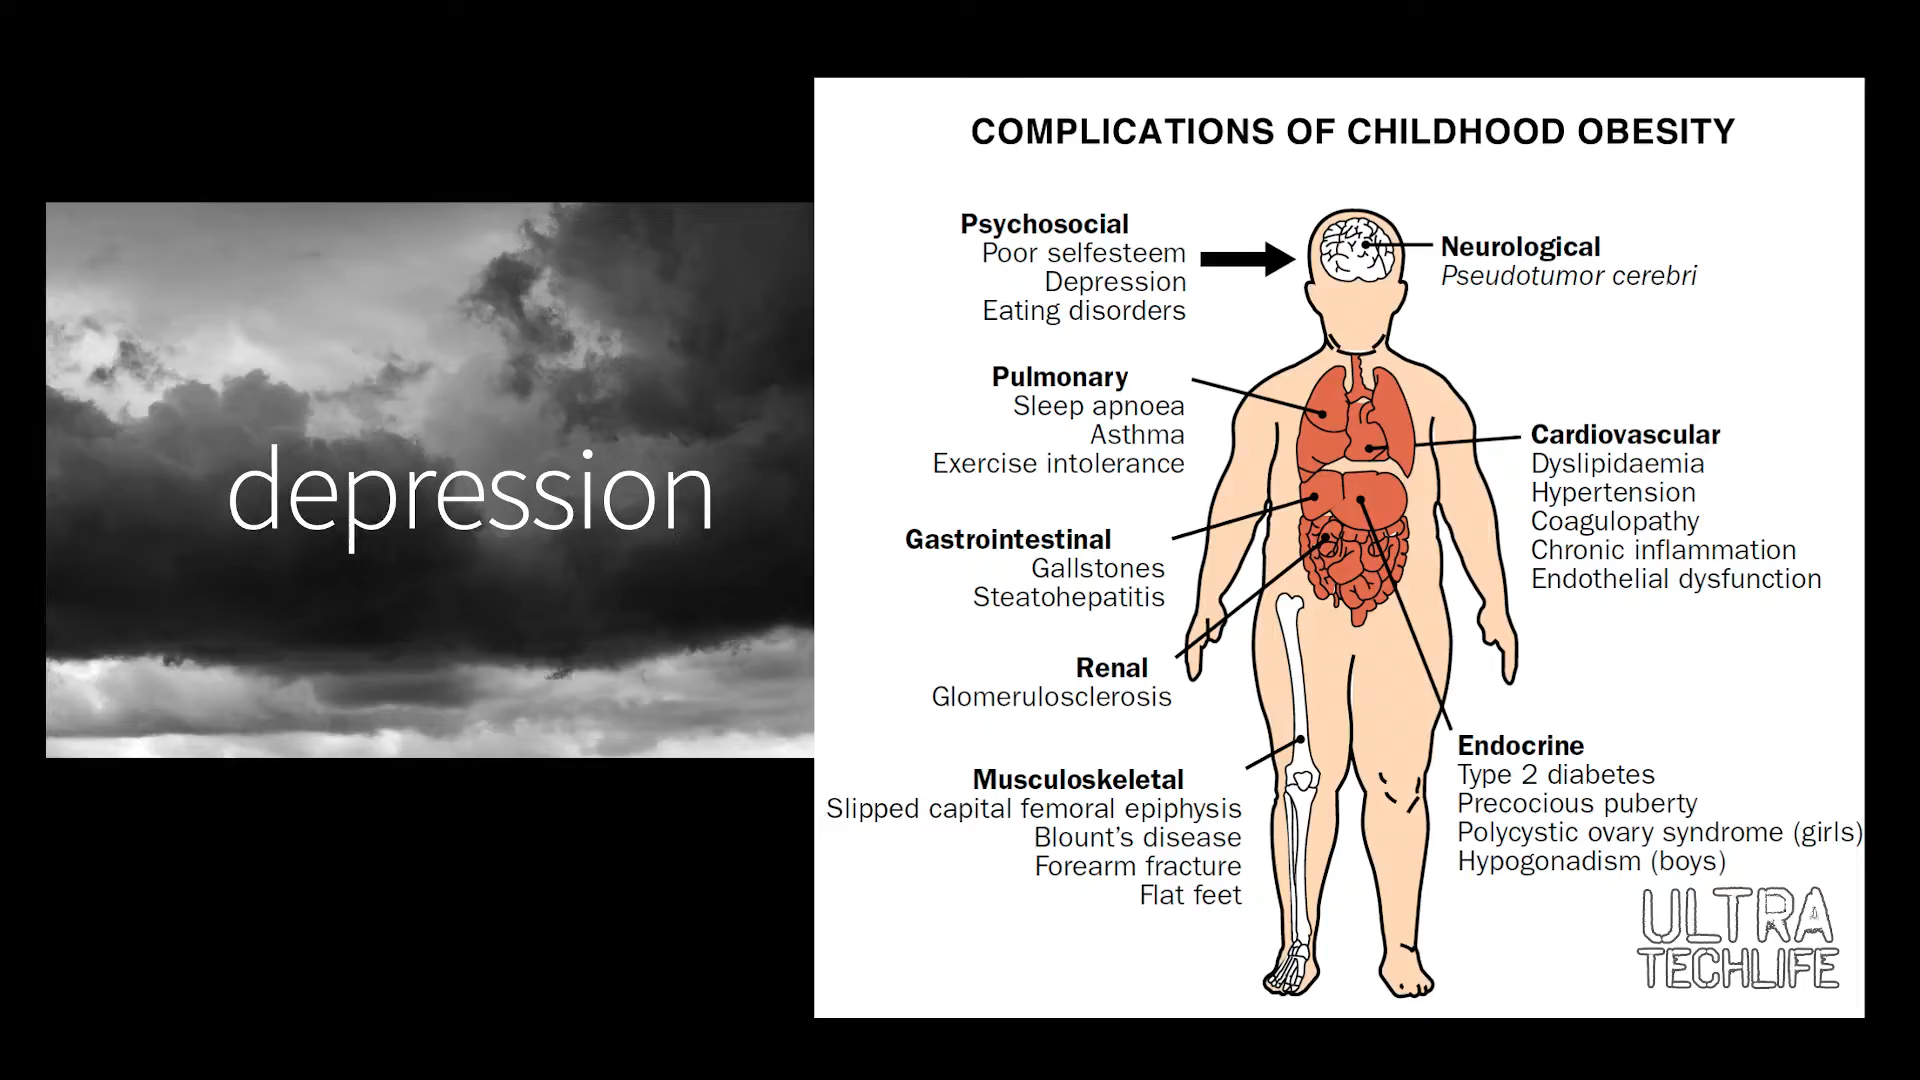 depression
COMPLICATIONS OF CHILDHOOD OBESITY
Psychosocial
Poor selfesteem
Depression
Eating disorders
Neurological
Pseudotumor cerebri
Pulmonary
Sleep apnoea
Asthma
Exercise intolerance
Cardiovascular
Dyslipidaemia
Hypertension
Coagulopathy
Chronic inflammation
Endothelial dysfunction
Gastrointestinal
Gallstones
Steatohepatitis
Renal
Glomerulosclerosis
Musculoskeletal
Slipped capital femoral epiphysis
Blount's disease
Forearm fracture
Flat feet
Endocrine
Type 2 diabetes
Precocious puberty
Polycystic ovary syndrome (girls)
Hypogonadism (boys)
ULTRA
TECHLIFE